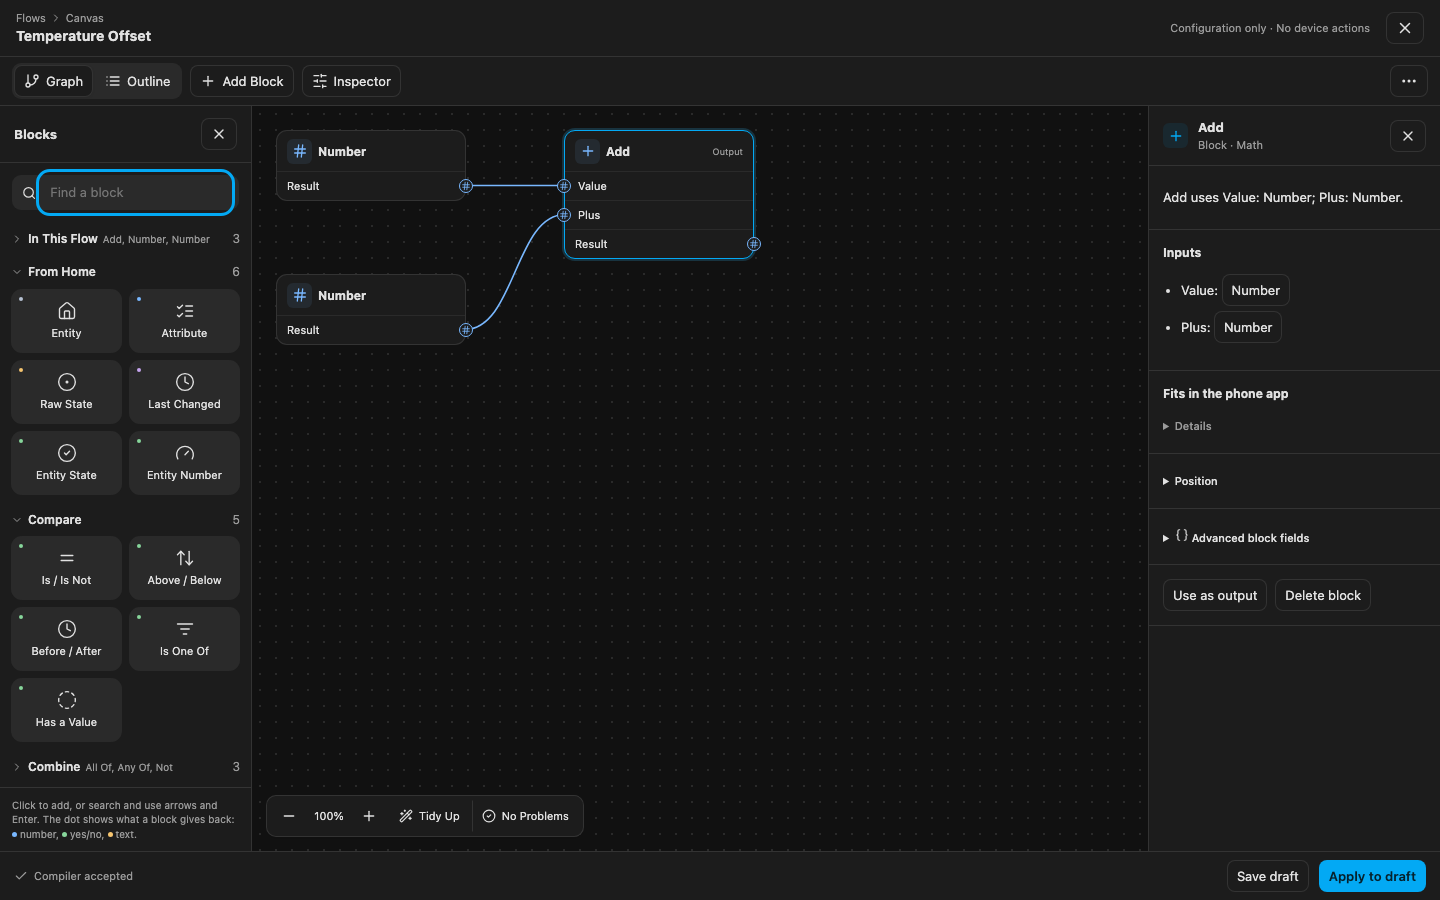 Flows > Canvas
Temperature Offset
Configuration only · No device actions
Graph
Outline
Add Block
Inspector
Blocks
Find a block
In This Flow Add, Number, Number 3
From Home 6
Entity
Attribute
Raw State
Last Changed
Entity State
Entity Number
Compare 5
Is / Is Not
Above / Below
Before / After
Is One Of
Has a Value
Combine All Of, Any Of, Not 3
Click to add, or search and use arrows and
Enter. The dot shows what a block gives back:
number, yes/no, text.
# Number
Result
# Number
Result
Add Output
Value
Plus
Result
100%
Tidy Up
No Problems
Add
Block · Math
Add uses Value: Number; Plus: Number.
Inputs
• Value: Number
• Plus: Number
Fits in the phone app
Details
Position
{ } Advanced block fields
Use as output
Delete block
Compiler accepted
Save draft
Apply to draft